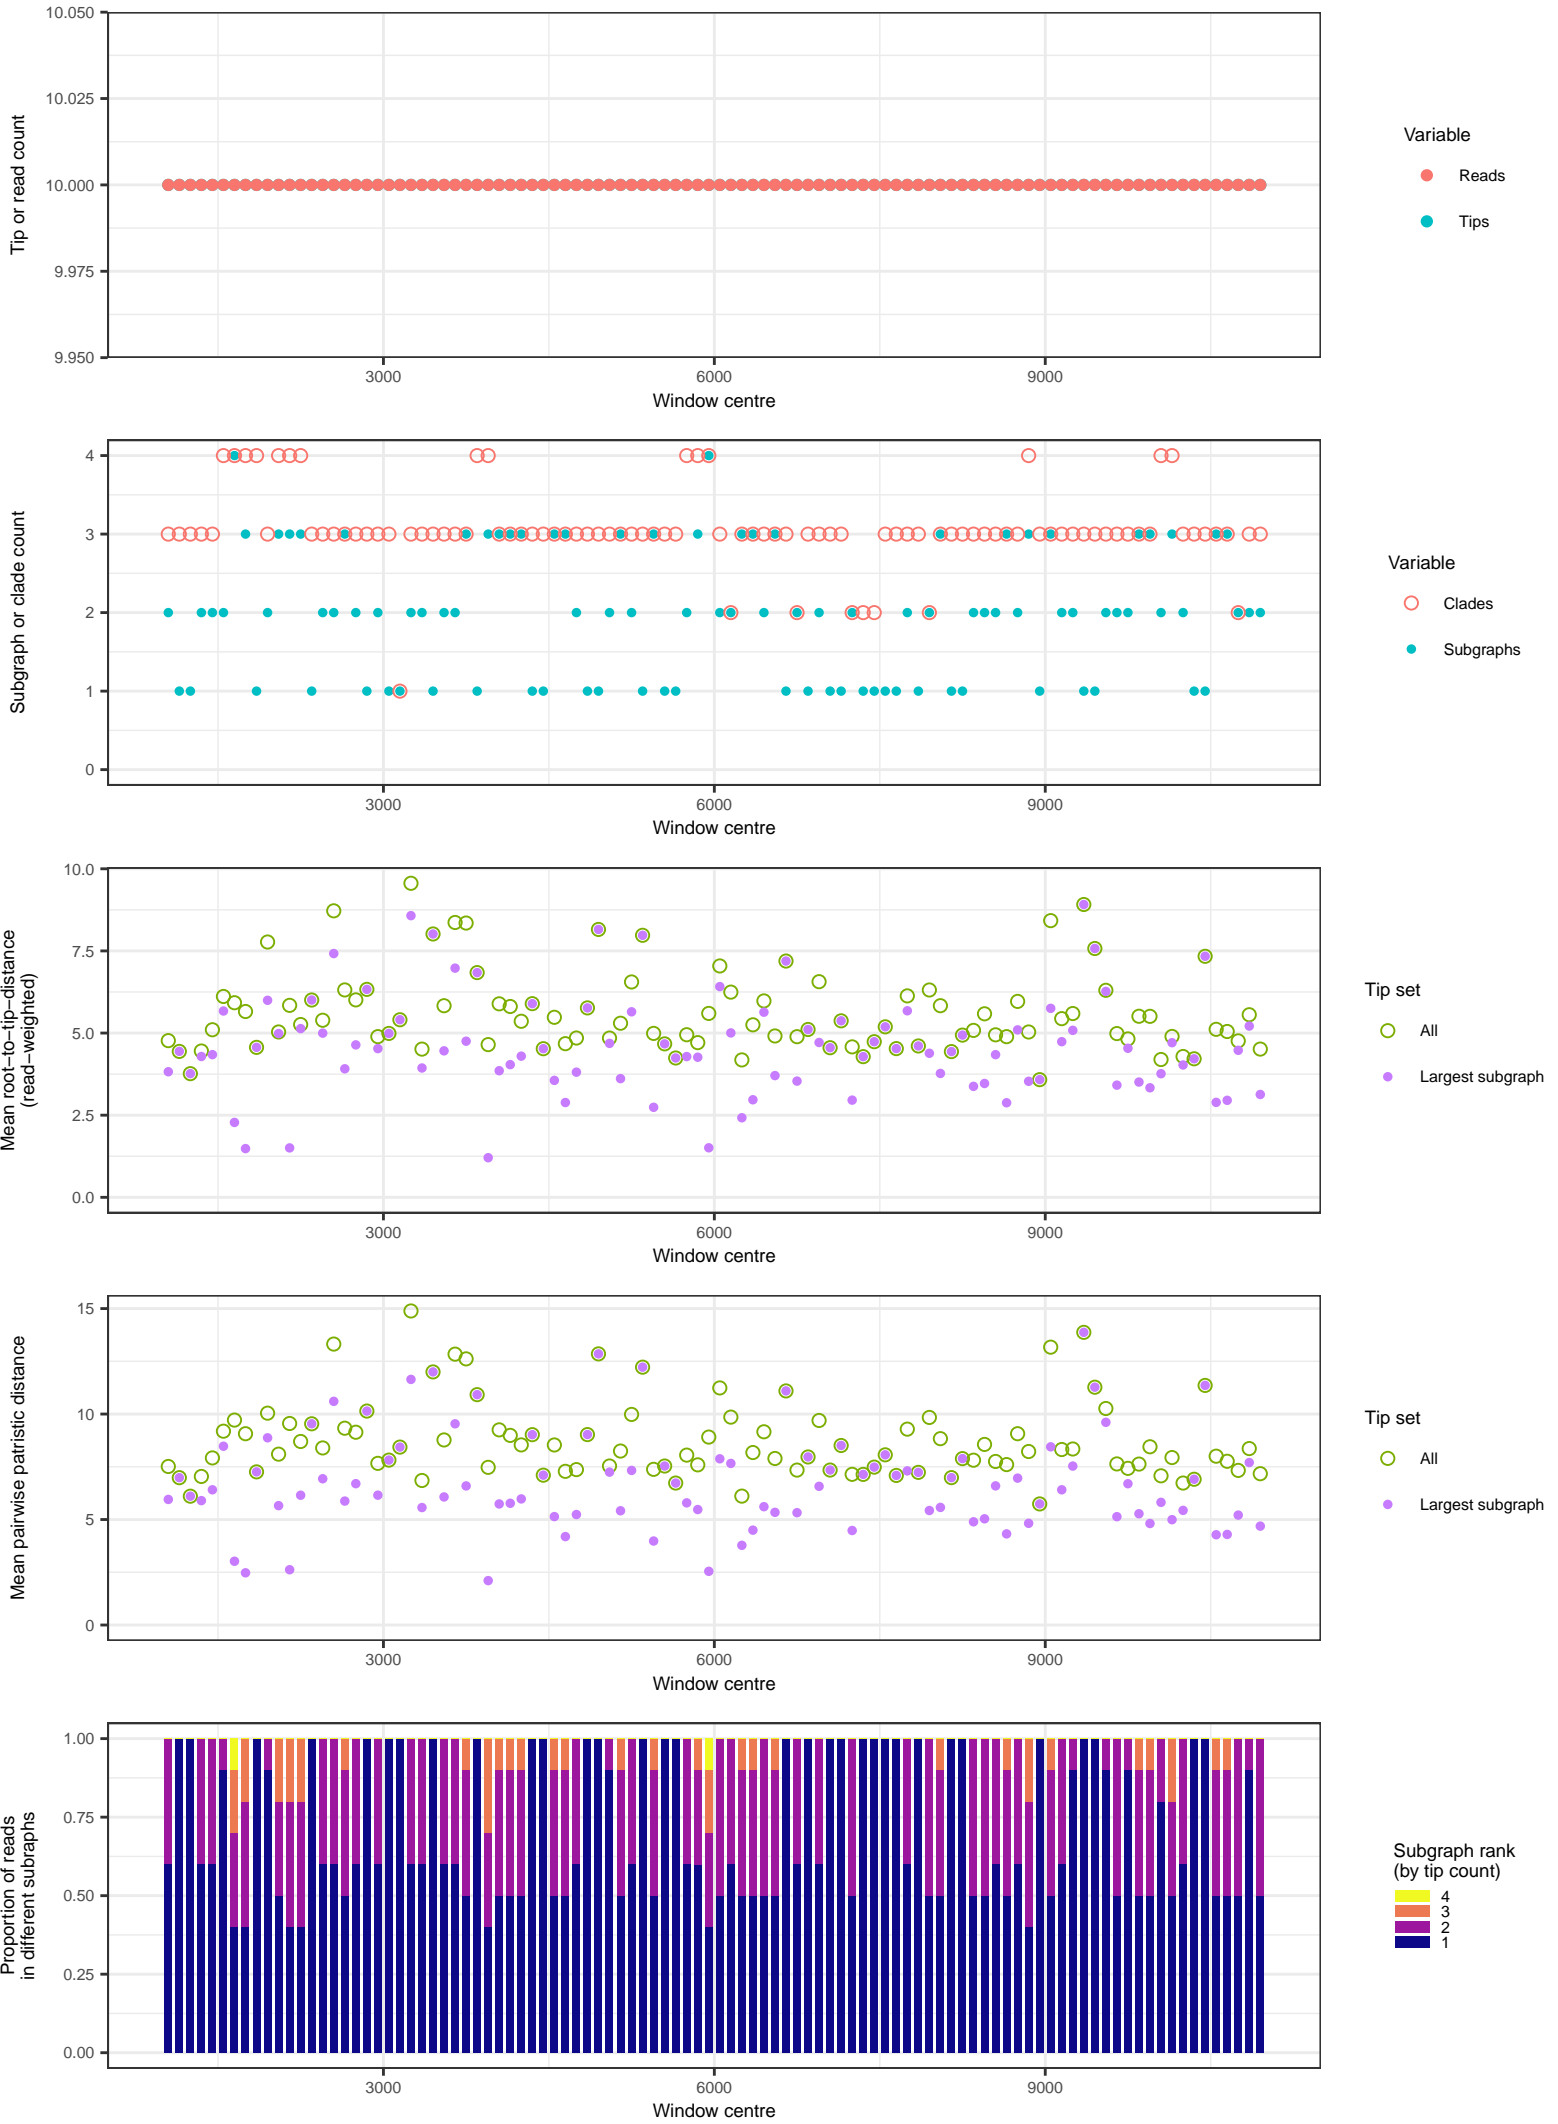 10.050
10.025
10.000
9.975
9.950
Tip or read count
3000
6000
9000
Window centre
Variable
Reads
Tips
4
3
2
1
0
Subgraph or clade count
3000
6000
9000
Window centre
Variable
Clades
Subgraphs
10.0
7.5
5.0
2.5
0.0
Mean root−to−tip−distance
(read−weighted)
3000
6000
9000
Window centre
Tip set
All
Largest subgraph
15
10
5
0
Mean pairwise patristic distance
3000
6000
9000
Window centre
Tip set
All
Largest subgraph
1.00
0.75
0.50
0.25
0.00
Proportion of reads
in different subraphs
3000
6000
9000
Window centre
Subgraph rank
(by tip count)
4
3
2
1